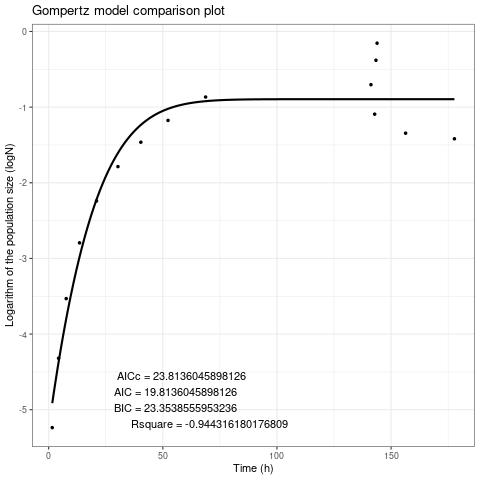 Gompertz model comparison plot
Logarithm of the population size (logN)
0
-1
-2
-3
-4
-5
AICc = 23.8136045898126
AIC = 19.8136045898126
BIC = 23.3538555953236
Rsquare = -0.944316180176809
0 50 100 150
Time (h)